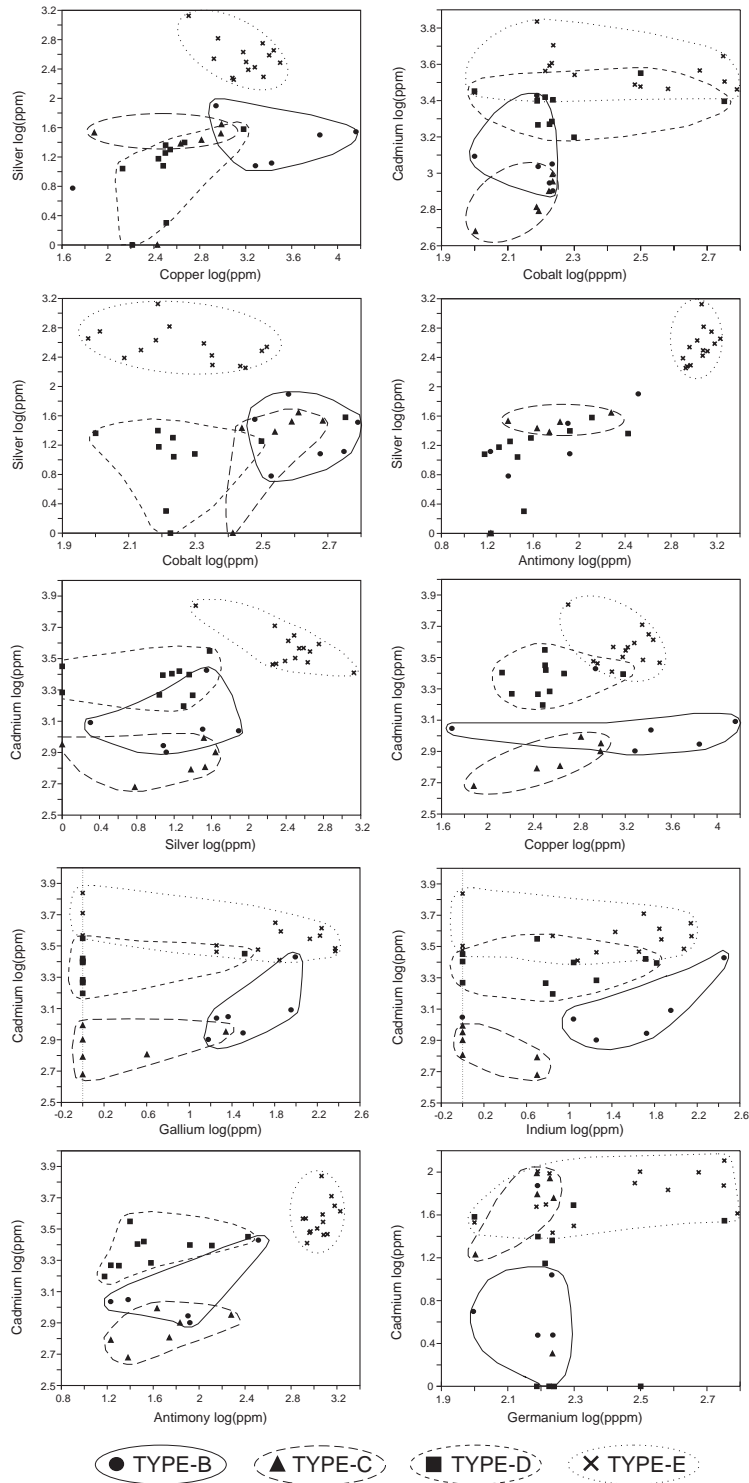 Silver log(ppm)
3.2
2.8
2.4
2
1.6
1.2
0.8
0.4
0
1.6 2 2.4 2.8 3.2 3.6 4
Copper log(ppm)
Cadmium log(ppm)
4
3.8
3.6
3.4
3.2
3
2.8
2.6
1.9 2.1 2.3 2.5 2.7
Cobalt log(pppm)
Silver log(ppm)
3.2
2.8
2.4
2
1.6
1.2
0.8
0.4
0
1.9 2.1 2.3 2.5 2.7
Cobalt log(ppm)
Silver log(ppm)
3.2
2.8
2.4
2
1.6
1.2
0.8
0.4
0
0.8 1.2 1.6 2 2.4 2.8 3.2 3.6
Antimony log(ppm)
Cadmium log(ppm)
3.9
3.7
3.5
3.3
3.1
2.9
2.7
2.5
0 0.4 0.8 1.2 1.6 2 2.4 2.8 3.2
Silver log(ppm)
Cadmium log(ppm)
3.9
3.7
3.5
3.3
3.1
2.9
2.7
2.5
1.6 2 2.4 2.8 3.2 3.6 4
Copper log(ppm)
Cadmium log(ppm)
3.9
3.7
3.5
3.3
3.1
2.9
2.7
2.5
-0.2 0.2 0.6 1 1.4 1.8 2.2 2.6
Gallium log(ppm)
Cadmium log(ppm)
3.9
3.7
3.5
3.3
3.1
2.9
2.7
2.5
-0.2 0.2 0.6 1 1.4 1.8 2.2 2.6
Indium log(ppm)
Cadmium log(ppm)
3.9
3.7
3.5
3.3
3.1
2.9
2.7
2.5
0.8 1.2 1.6 2 2.4 2.8 3.2 3.6
Antimony log(ppm)
Cadmium log(ppm)
2
1.6
1.2
0.8
0.4
0
1.9 2.1 2.3 2.5 2.7
Germanium log(pppm)
TYPE-B TYPE-C TYPE-D TYPE-E